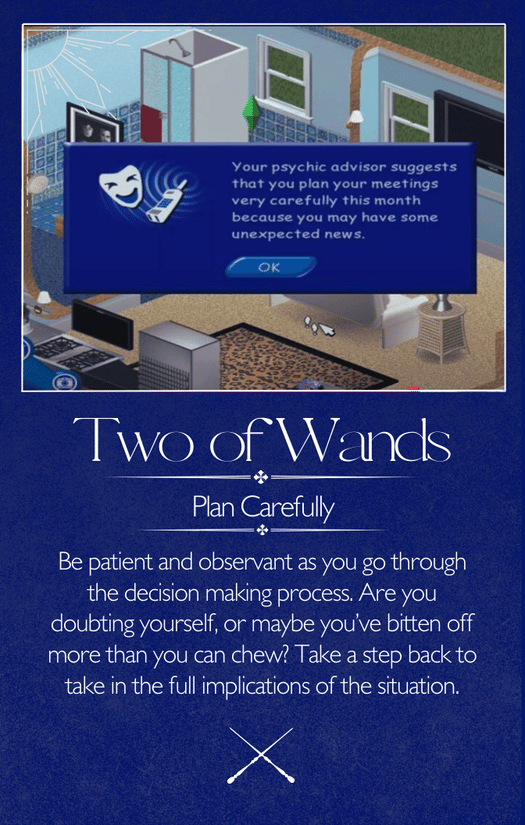 Your psychic advisor suggests
that you plan your meetings
very carefully this month
because you may have some
unexpected news.
OK
Two of Wands
Plan Carefully
Be patient and observant as you go through
the decision making process. Are you
doubting yourself, or maybe you’ve bitten off
more than you can chew? Take a step back to
take in the full implications of the situation.